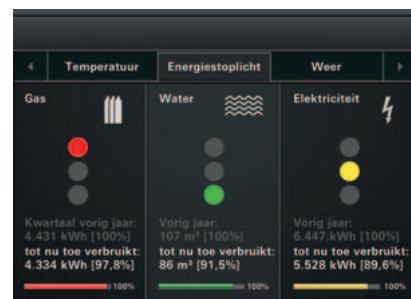 Temperatuur Energiestoplicht Weer
Gas
Kwartaal vorig jaar:
4.431 kWh [100%]
tot nu toe verbruikt:
4.334 kWh [97,8%]
100%
Water
Vorig jaar:
107 m³ [100%]
tot nu toe verbruikt:
86 m³ [91,5%]
100%
Elektriciteit
Vorig jaar:
6.447 kWh [100%]
tot nu toe verbruikt:
5.528 kWh [89,6%]
100%